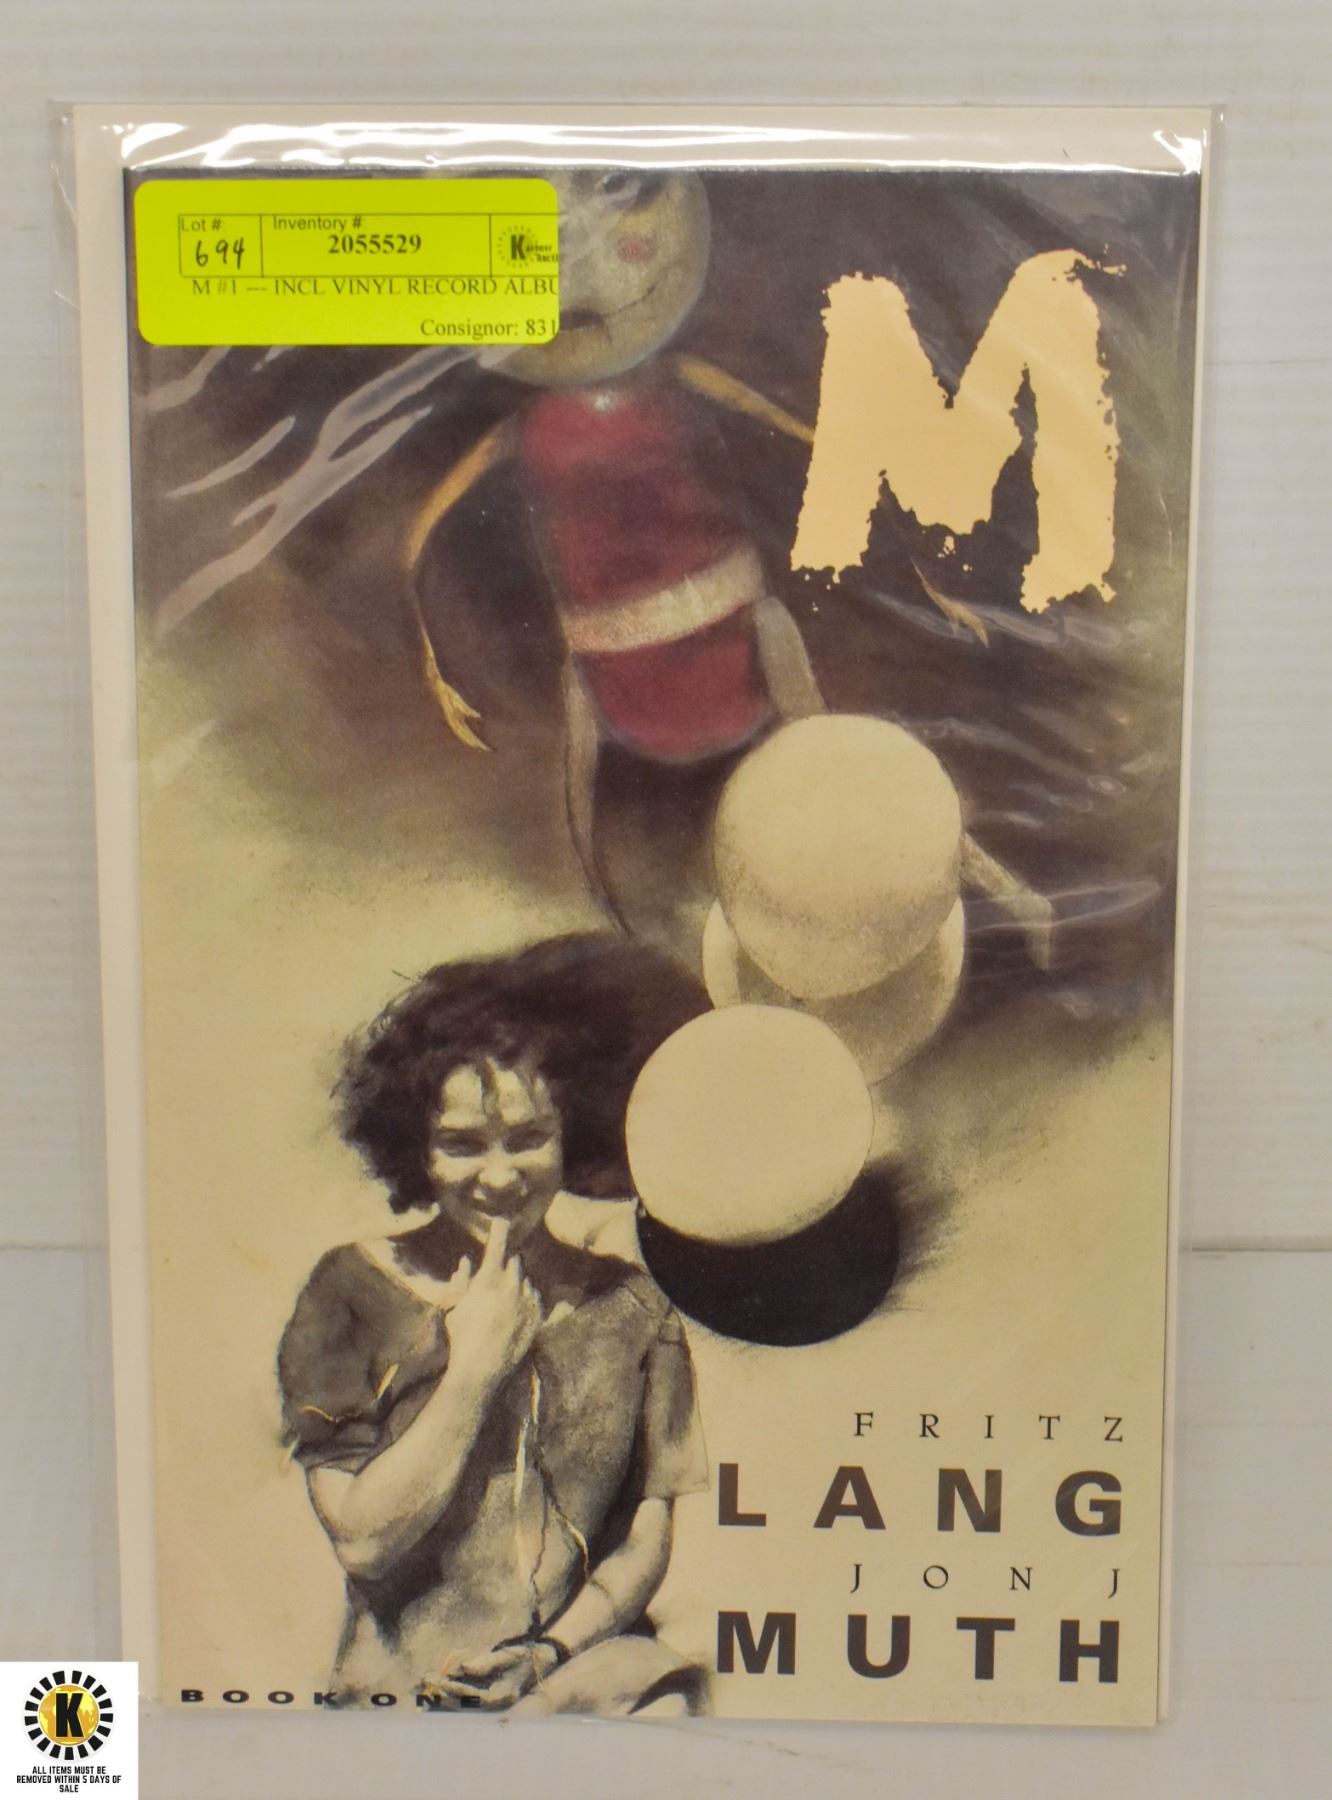 Lot #: Inventory #:
694 2055529
M #1 --- INCL VINYL RECORD ALBU
Consignor: 831
M
FRITZ
LANG
JON J
MUTH
BOOK ONE
K
ALL ITEMS MUST BE
REMOVED WITHIN 5 DAYS OF
SALE